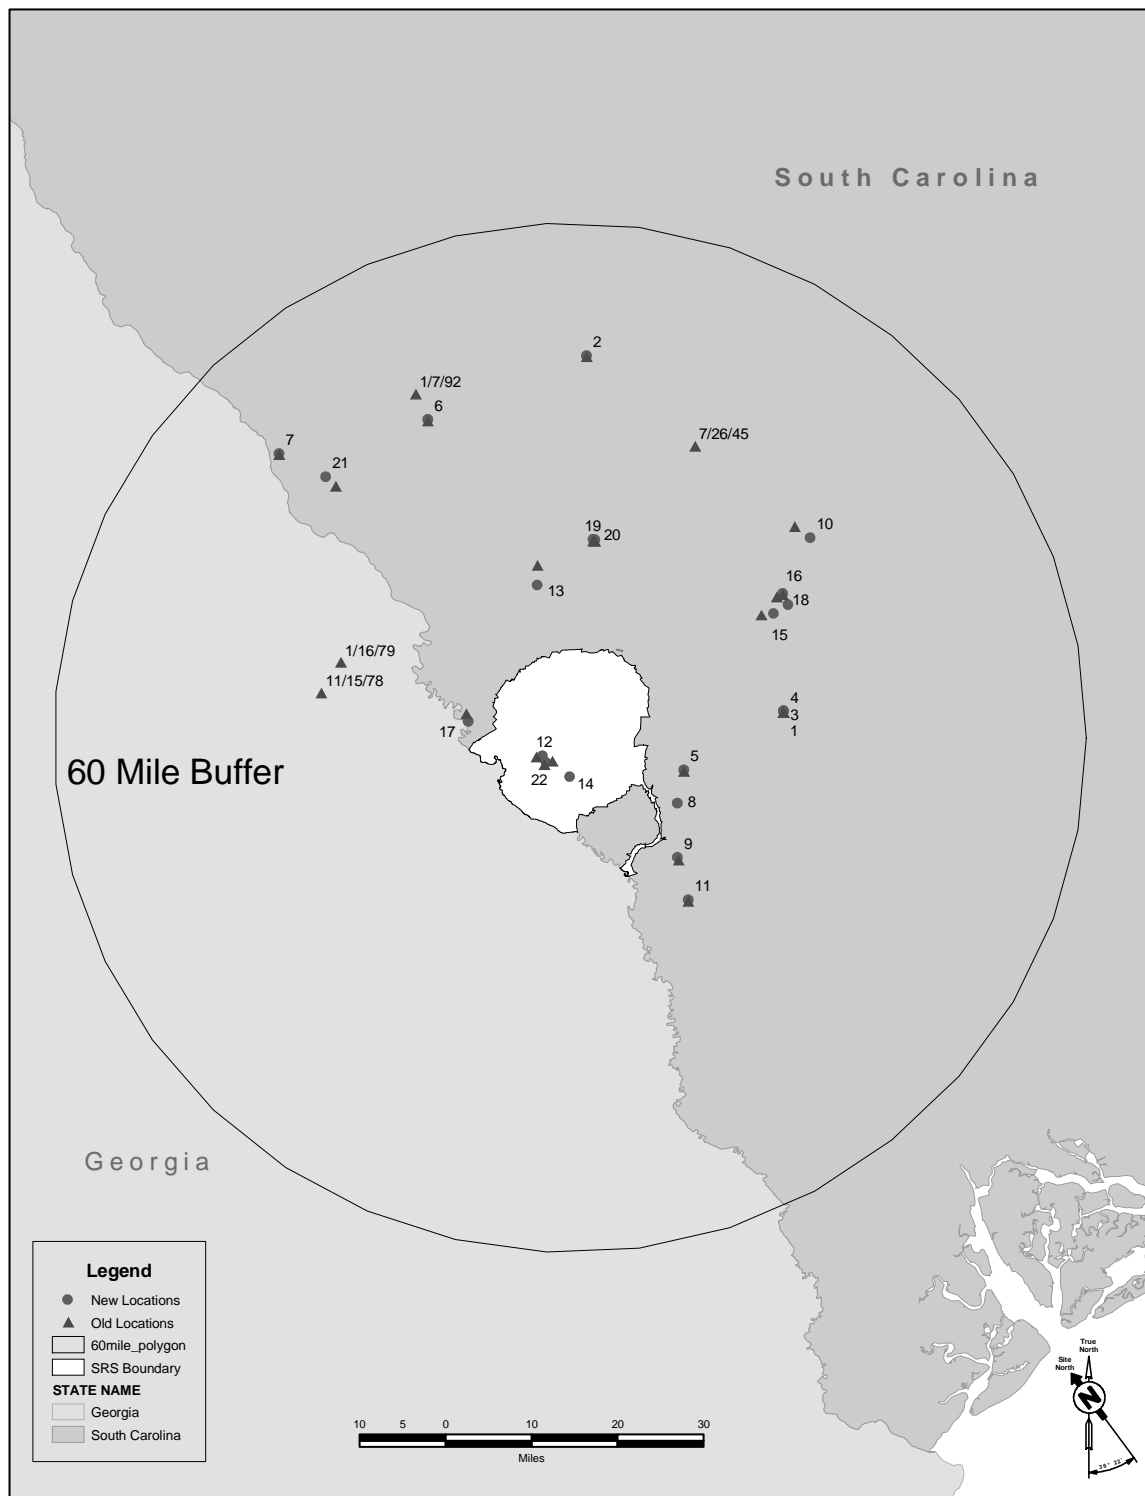 South Carolina
2
1/7/92
6
7/26/45
7
21
19
20
10
13
16
18
15
1/16/79
11/15/78
4
3
1
17
12
5
22
14
8
60 Mile Buffer
9
11
Georgia
Legend
New Locations
Old Locations
60mile_polygon
SRS Boundary
STATE NAME
Georgia
South Carolina
10 5 0 10 20 30
Miles
True
North
Site
North
N
36° 22'